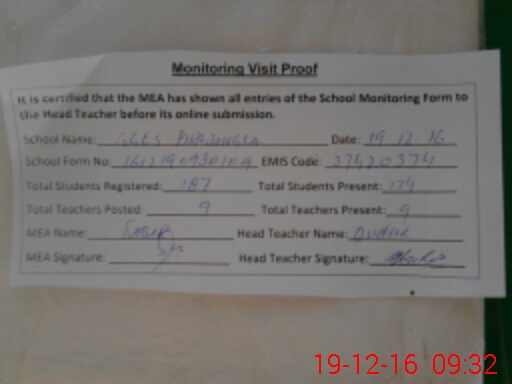 Monitoring Visit Proof
It is certified that the MEA has shown all entries of the School Monitoring Form to
the Head Teacher before its online submission.
School Name: GGES Date: 19 12 16
School Form No. EMIS Code: 37420374
Total Students Registered: 187 Total Students Present: 174
Total Teachers Posted: 9 Total Teachers Present: 9
MEA Name: Head Teacher Name:
MEA Signature: Head Teacher Signature:
19-12-16 09:32